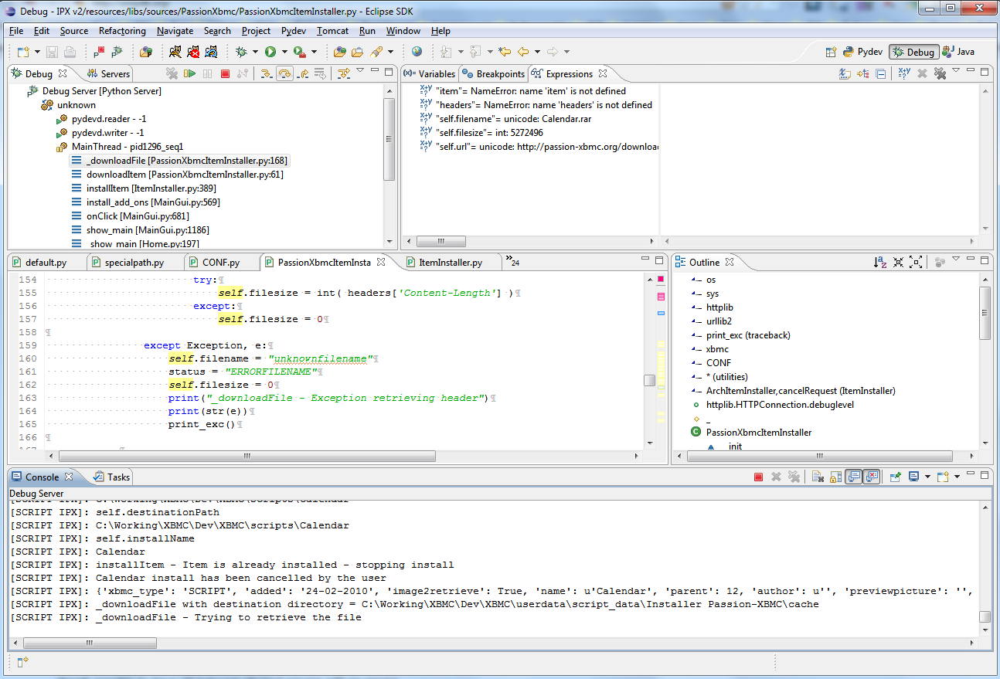 Debug - IPX v2/resources/libs/sources/PassionXbmc/PassionXbmcItemInstaller.py - Eclipse SDK
File Edit Source Refactoring Navigate Search Project Pydev Tomcat Run Window Help
Pydev Debug Java
Debug Servers
Debug Server [Python Server]
unknown
pydevd.reader - -1
pydevd.writer - -1
MainThread - pid1296_seq1
_downloadFile [PassionXbmcItemInstaller.py:168]
downloadItem [PassionXbmcItemInstaller.py:61]
installItem [ItemInstaller.py:389]
install_add_ons [MainGui.py:569]
onClick [MainGui.py:681]
show_main [MainGui.py:1186]
show_main [Home.py:197]
(x)= Variables Breakpoints Expressions
"item"= NameError: name 'item' is not defined
"headers"= NameError: name 'headers' is not defined
"self.filename"= unicode: Calendar.rar
"self.filesize"= int: 5272496
"self.url"= unicode: http://passion-xbmc.org/download
default.py specialpath.py CONF.py PassionXbmcItemInsta ItemInstaller.py »24
154 try:¶
155 self.filesize = int( headers['Content-Length'] )¶
156 except:¶
157 self.filesize = 0¶
158 ¶
159 except Exception, e:¶
160 self.filename = "unknownfilename"¶
161 status = "ERRORFILENAME"¶
162 self.filesize = 0¶
163 print("_downloadFile - Exception retrieving header")¶
164 print(str(e))¶
165 print_exc()¶
166 ¶
167
Outline
os
sys
httplib
urllib2
print_exc (traceback)
xbmc
CONF
* (utilities)
ArchItemInstaller,cancelRequest (ItemInstaller)
httplib.HTTPConnection.debuglevel
_
PassionXbmcItemInstaller
init
Console Tasks
Debug Server
[SCRIPT IPX]: C:\Working\XBMC\Dev\XBMC\scripts\Calendar
[SCRIPT IPX]: self.destinationPath
[SCRIPT IPX]: C:\Working\XBMC\Dev\XBMC\scripts\Calendar
[SCRIPT IPX]: self.installName
[SCRIPT IPX]: Calendar
[SCRIPT IPX]: installItem - Item is already installed - stopping install
[SCRIPT IPX]: Calendar install has been cancelled by the user
[SCRIPT IPX]: {'xbmc_type': 'SCRIPT', 'added': '24-02-2010', 'image2retrieve': True, 'name': u'Calendar', 'parent': 12, 'author': u'', 'previewpicture': '',
[SCRIPT IPX]: _downloadFile with destination directory = C:\Working\XBMC\Dev\XBMC\userdata\script_data\Installer Passion-XBMC\cache
[SCRIPT IPX]: _downloadFile - Trying to retrieve the file